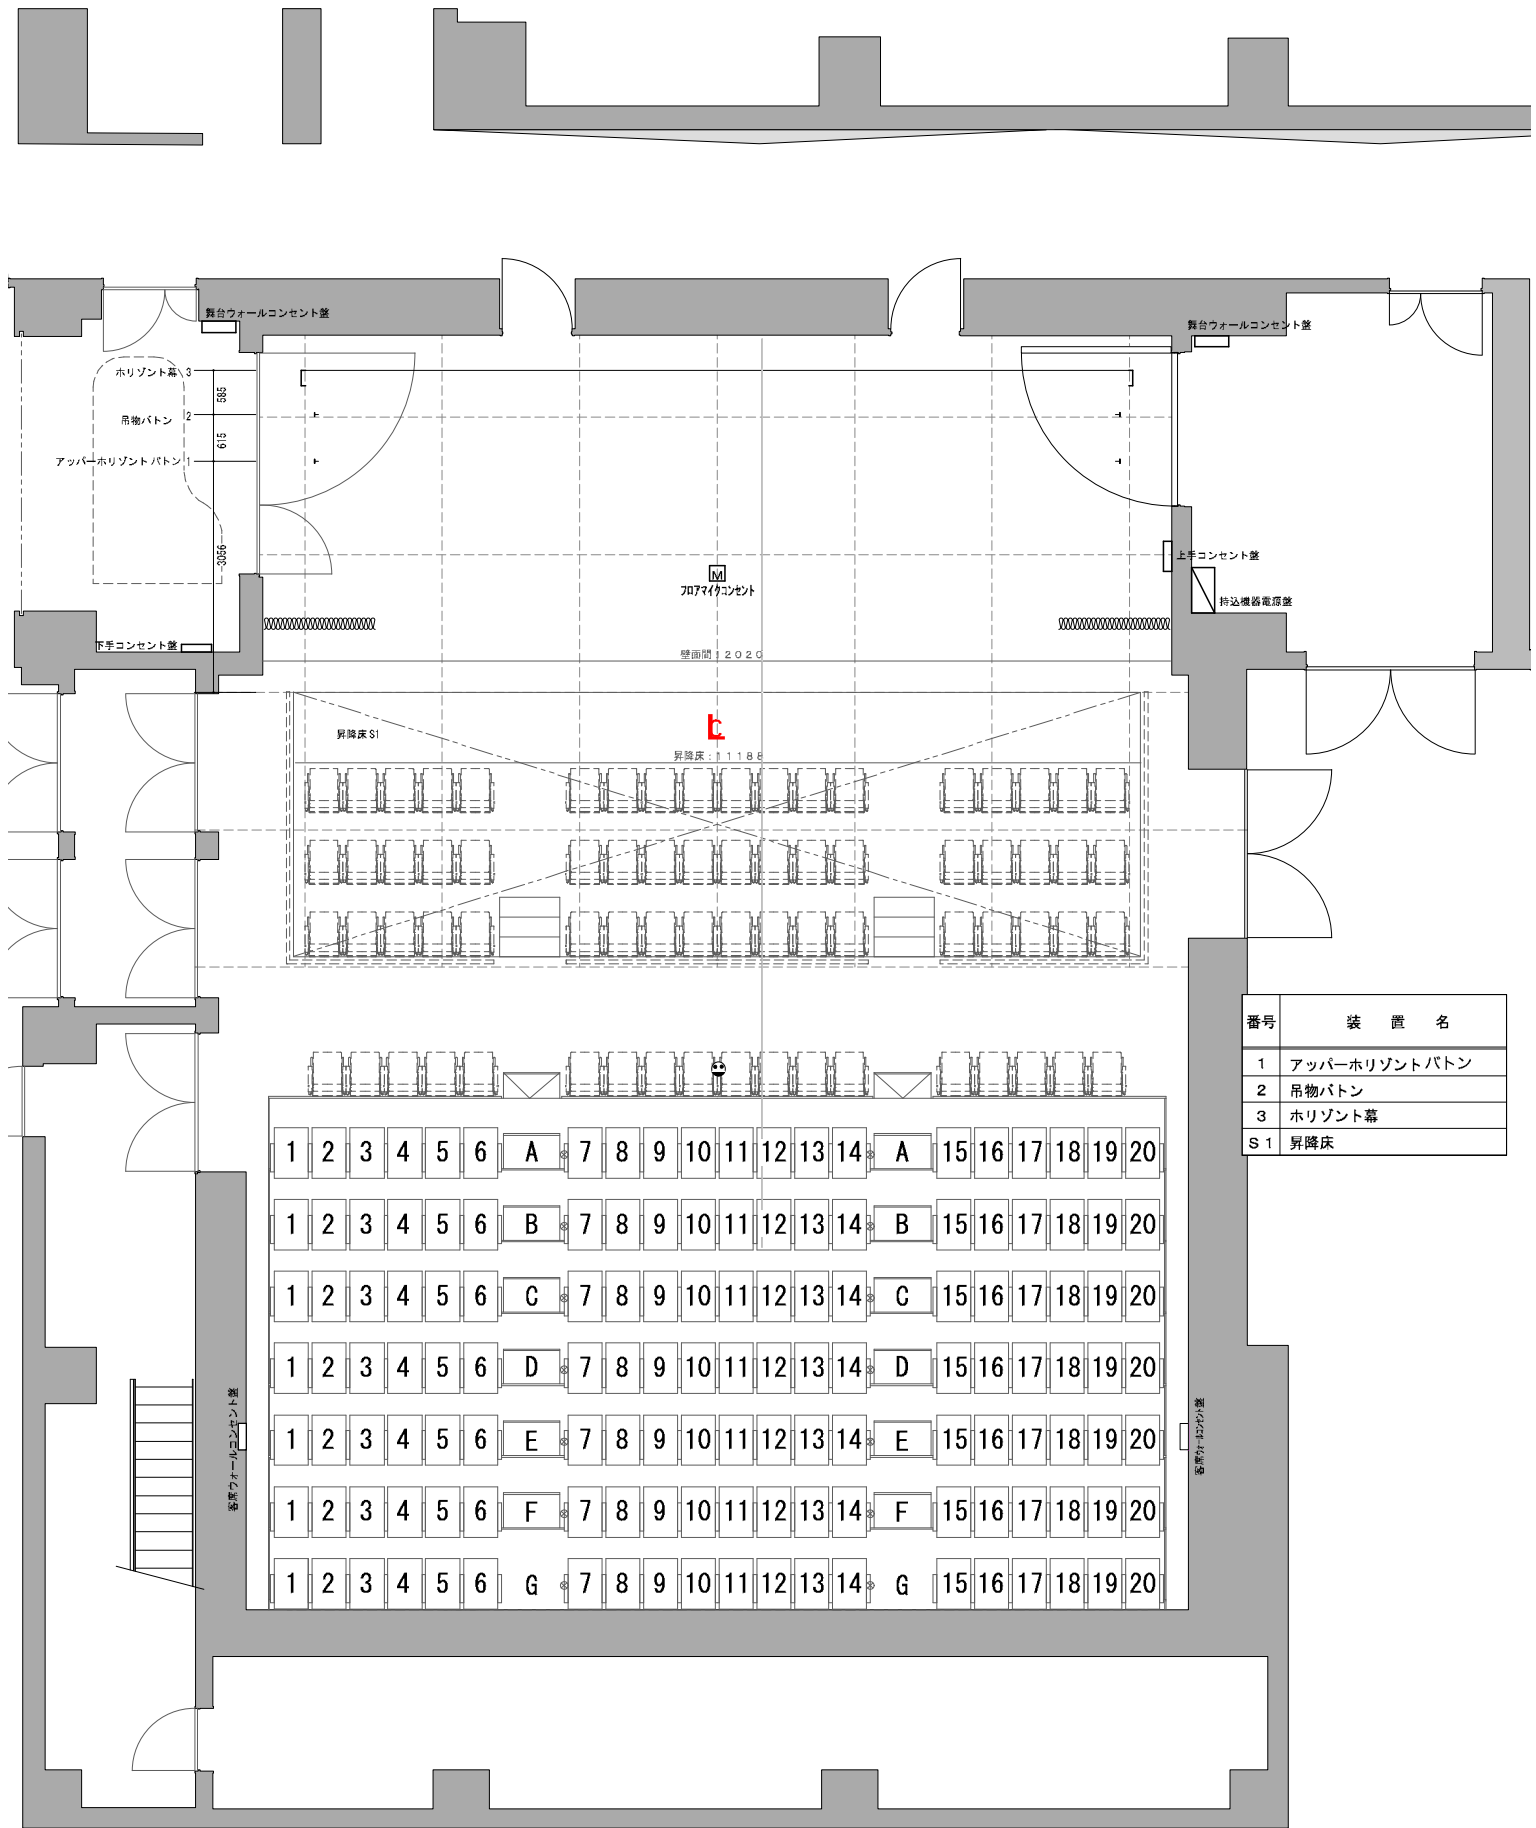 舞台ウォールコンセント盤
舞台ウォールコンセント盤
ホリゾント幕 3
585
吊物バトン 2
615
アッパーホリゾントバトン 1
3056
上手コンセント盤
M
フロアマイクコンセント
持込機器電源盤
下手コンセント盤
壁面間:12020
昇降床S1
昇降床:11188
番号 装 置 名
1 アッパーホリゾントバトン
2 吊物バトン
3 ホリゾント幕
S1 昇降床
1 2 3 4 5 6 A 7 8 9 10 11 12 13 14 A 15 16 17 18 19 20
1 2 3 4 5 6 B 7 8 9 10 11 12 13 14 B 15 16 17 18 19 20
1 2 3 4 5 6 C 7 8 9 10 11 12 13 14 C 15 16 17 18 19 20
1 2 3 4 5 6 D 7 8 9 10 11 12 13 14 D 15 16 17 18 19 20
1 2 3 4 5 6 E 7 8 9 10 11 12 13 14 E 15 16 17 18 19 20
1 2 3 4 5 6 F 7 8 9 10 11 12 13 14 F 15 16 17 18 19 20
1 2 3 4 5 6 G 7 8 9 10 11 12 13 14 G 15 16 17 18 19 20
客席ウォールコンセント盤
客席ウォールコンセント盤